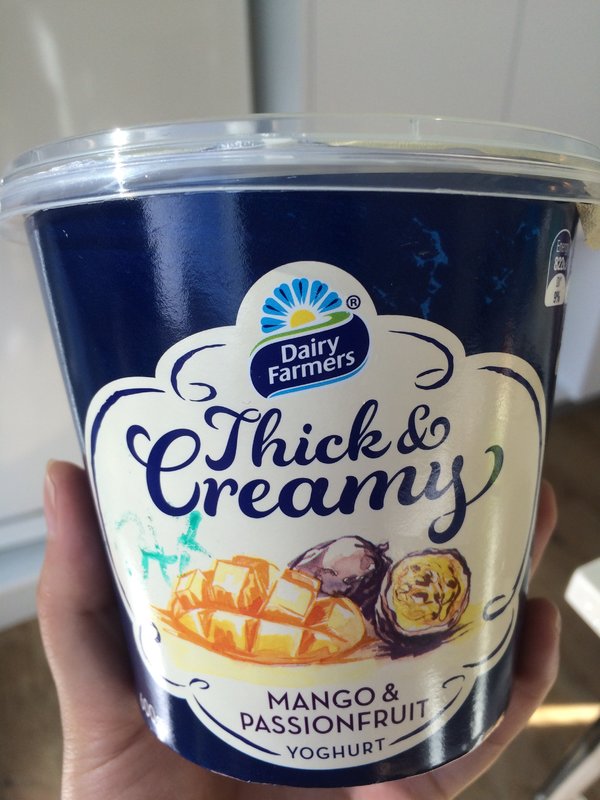 Dairy
Farmers
®
Thick &
Creamy
MANGO &
PASSIONFRUIT
YOGHURT